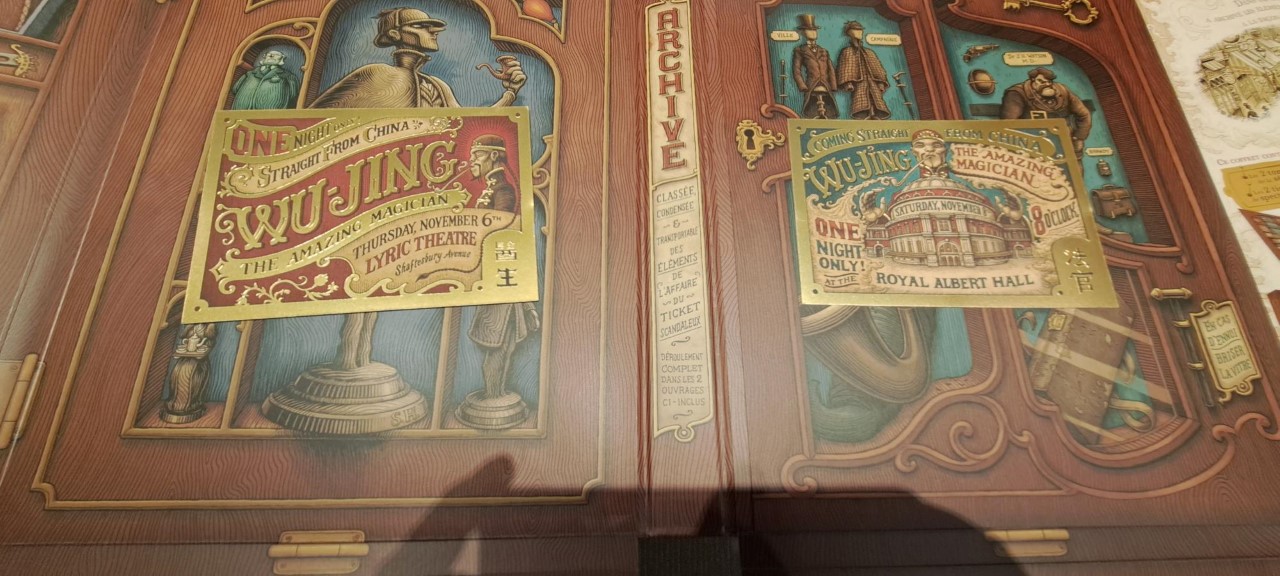 ONE NIGHT ONLY!
STRAIGHT FROM CHINA
WU-JING
THE AMAZING MAGICIAN
THURSDAY, NOVEMBER 6TH
LYRIC THEATRE
Shaftesbury Avenue
ARCHIVE
CLASSÉE,
CONDENSÉE
&
TRANSPORTABLE
DES
ÉLÉMENTS
DE
L'AFFAIRE
DU
TICKET
SCANDALEUX
DÉROULEMENT
COMPLET
DANS LES 2
OUVRAGES
CI-INCLUS
VILLE
CAMPAGNE
COMING STRAIGHT FROM CHINA
WU-JING
THE AMAZING
MAGICIAN
SATURDAY, NOVEMBER
8 O'CLOCK
ONE
NIGHT
ONLY!
AT THE
ROYAL ALBERT HALL
EN CAS
D'ENNUI
BRISER
LA VITRE